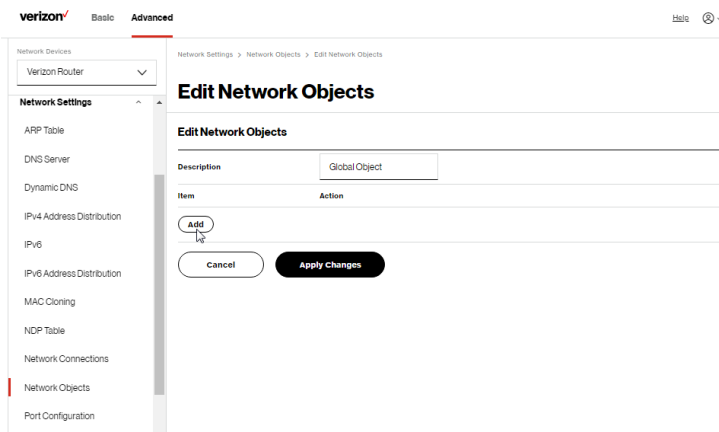 verizon
Basic
Advanced
Help
Network Devices
Verizon Router
Network Settings
ARP Table
DNS Server
Dynamic DNS
IPv4 Address Distribution
IPv6
IPv6 Address Distribution
MAC Cloning
NDP Table
Network Connections
Network Objects
Port Configuration
Network Settings > Network Objects > Edit Network Objects
Edit Network Objects
Edit Network Objects
Description Global Object
Item Action
Add
Cancel Apply Changes